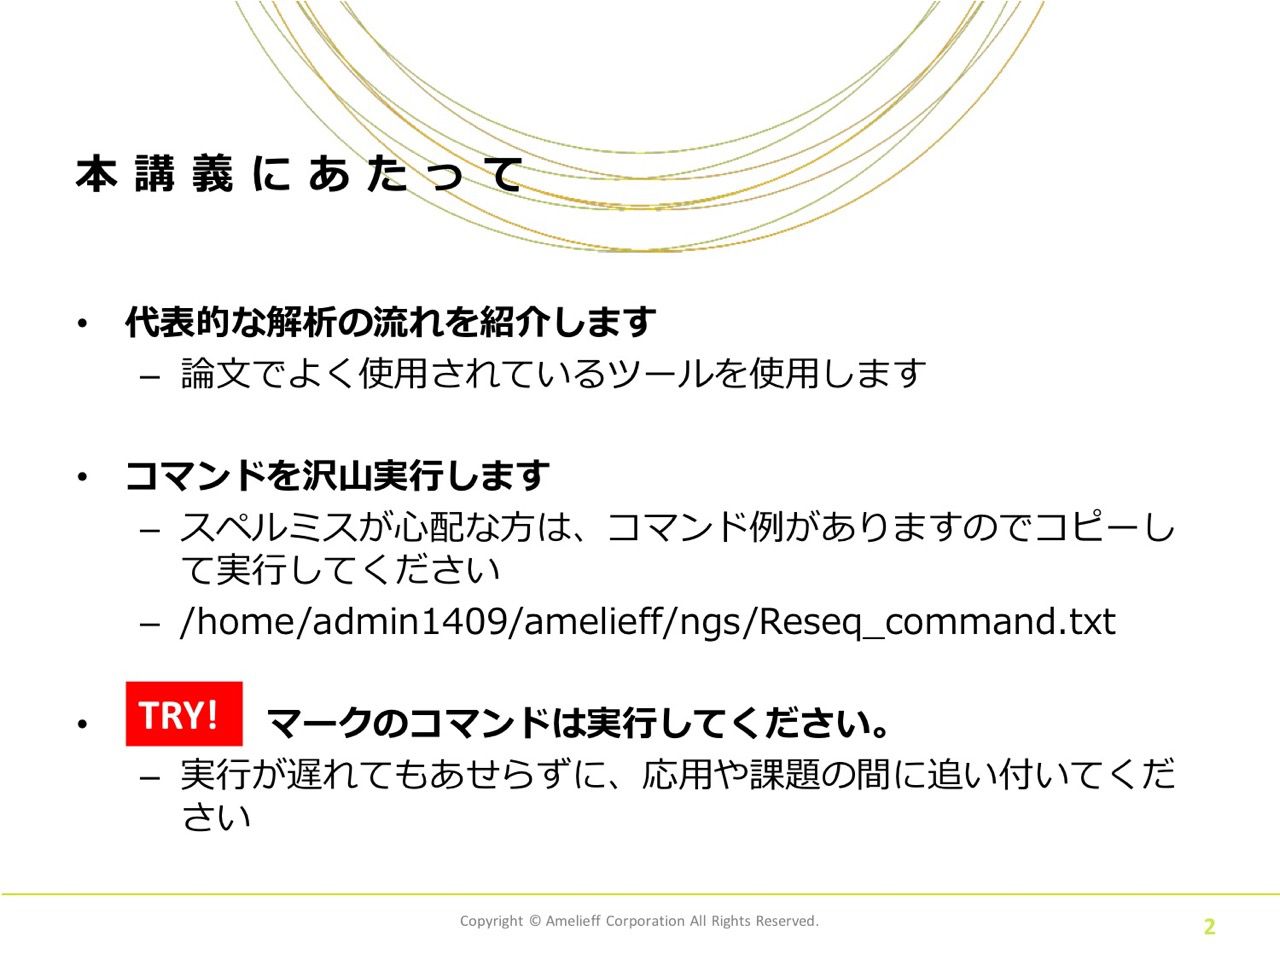 本講義にあたって
• 代表的な解析の流れを紹介します
– 論文でよく使用されているツールを使用します
• コマンドを沢山実行します
– スペルミスが心配な方は、コマンド例がありますのでコピーし
て実行してください
– /home/admin1409/amelieff/ngs/Reseq_command.txt
• TRY! マークのコマンドは実行してください。
– 実行が遅れてもあせらずに、応用や課題の間に追い付いてくだ
さい
Copyright © Amelieff Corporation All Rights Reserved.
2